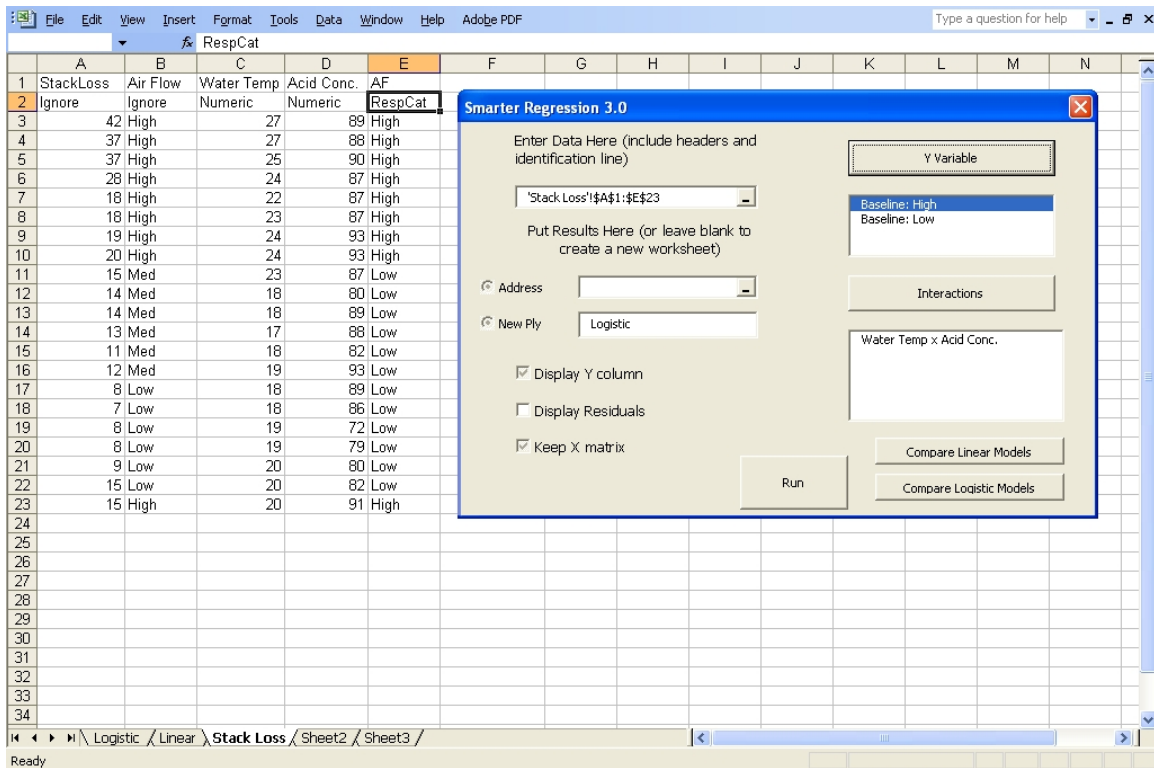 File Edit View Insert Format Tools Data Window Help Adobe PDF Type a question for help
fx RespCat
A B C D E F G H I J K L M N
1 StackLoss Air Flow Water Temp Acid Conc. AF
2 Ignore Ignore Numeric Numeric RespCat
3 42 High 27 89 High
4 37 High 27 88 High
5 37 High 25 90 High
6 28 High 24 87 High
7 18 High 22 87 High
8 18 High 23 87 High
9 19 High 24 93 High
10 20 High 24 93 High
11 15 Med 23 87 Low
12 14 Med 18 80 Low
13 14 Med 18 89 Low
14 13 Med 17 88 Low
15 11 Med 18 82 Low
16 12 Med 19 93 Low
17 8 Low 18 89 Low
18 7 Low 18 86 Low
19 8 Low 19 72 Low
20 8 Low 19 79 Low
21 9 Low 20 80 Low
22 15 Low 20 82 Low
23 15 High 20 91 High
24
25
26
27
28
29
30
31
32
33
34
Smarter Regression 3.0
Enter Data Here (include headers and
identification line)
'Stack Loss'!$A$1:$E$23
Put Results Here (or leave blank to
create a new worksheet)
Address
New Ply Logistic
Display Y column
Display Residuals
Keep X matrix
Run
Y Variable
Baseline: High
Baseline: Low
Interactions
Water Temp x Acid Conc.
Compare Linear Models
Compare Logistic Models
Logistic / Linear \ Stack Loss / Sheet2 / Sheet3 /
Ready